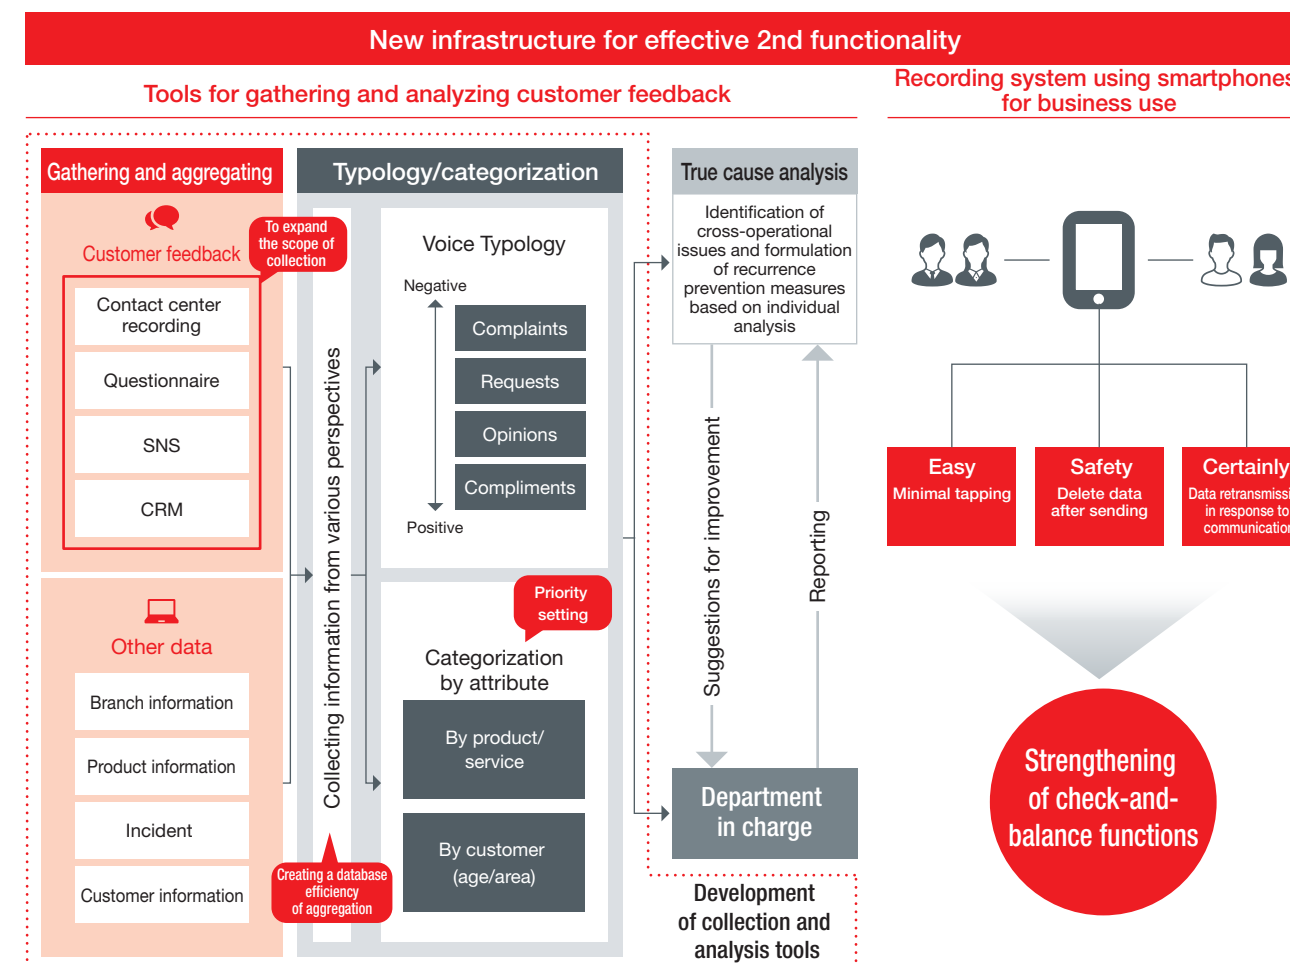 New infrastructure for effective 2nd functionality
Tools for gathering and analyzing customer feedback
Gathering and aggregating
Customer feedback
To expand
the scope of
collection
Contact center
recording
Questionnaire
SNS
CRM
Other data
Branch information
Product information
Incident
Customer information
Collecting information from various perspectives
Creating a database
efficiency
of aggregation
Typology/categorization
Voice Typology
Negative
Complaints
Requests
Opinions
Compliments
Positive
Priority
setting
Categorization
by attribute
By product/
service
By customer
(age/area)
True cause analysis
Identification of
cross-operational
issues and formulation
of recurrence
prevention measures
based on individual
analysis
Suggestions for improvement
Reporting
Department
in charge
Development
of collection and
analysis tools
Recording system using smartphones
for business use
Easy
Minimal tapping
Safety
Delete data
after sending
Certainly
Data
in response to
Strengthening
of check-and-
balance functions